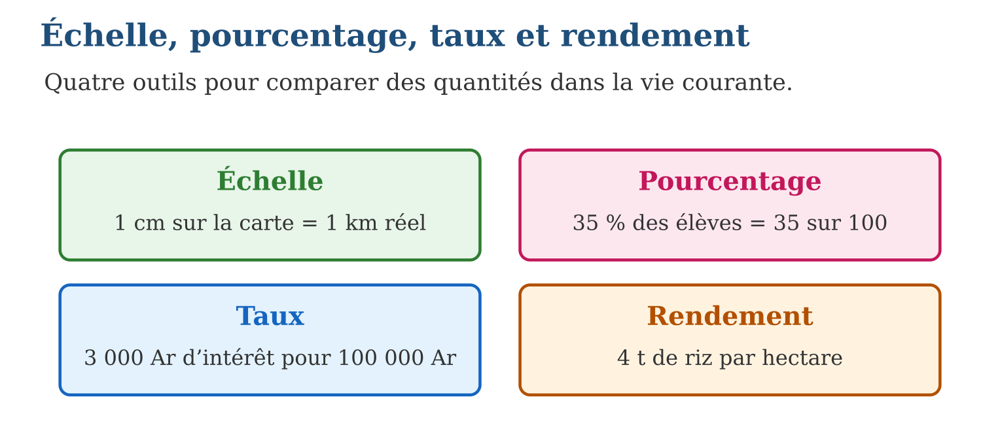 Échelle, pourcentage, taux et rendement
Quatre outils pour comparer des quantités dans la vie courante.
Échelle
1 cm sur la carte = 1 km réel
Pourcentage
35 % des élèves = 35 sur 100
Taux
3 000 Ar d’intérêt pour 100 000 Ar
Rendement
4 t de riz par hectare